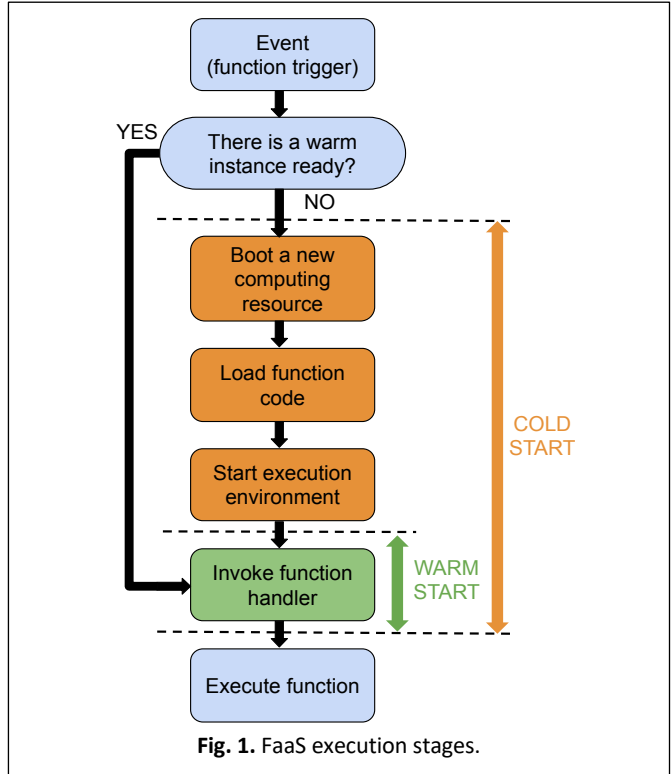 Event
(function trigger)
YES
There is a warm
instance ready?
NO
Boot a new
computing
resource
Load function
code
COLD
START
Start execution
environment
Invoke function
handler
WARM
START
Execute function
Fig. 1. FaaS execution stages.